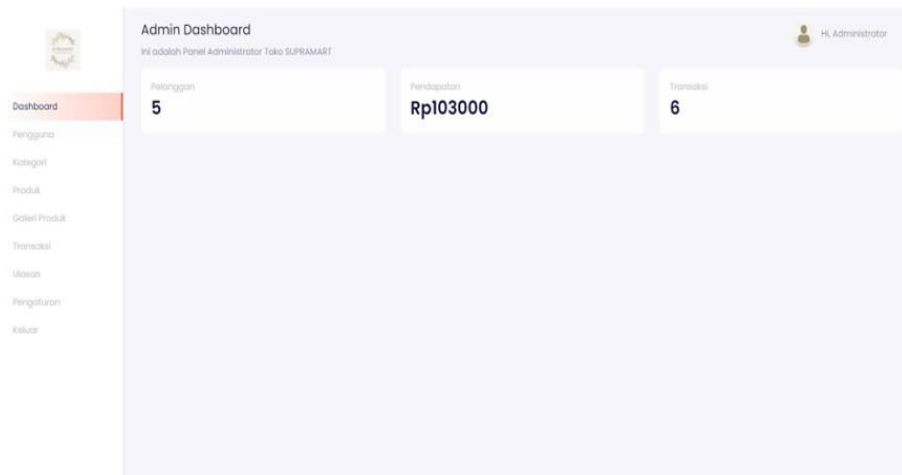 Admin Dashboard
Ini adalah Panel Administrator Toko SUPRAMART
Hi, Administrator
Dashboard
Pengguna
Kategori
Produk
Galeri Produk
Transaksi
Ulasan
Pengaturan
Keluar
Pelanggan
5
Pendapatan
Rp103000
Transaksi
6